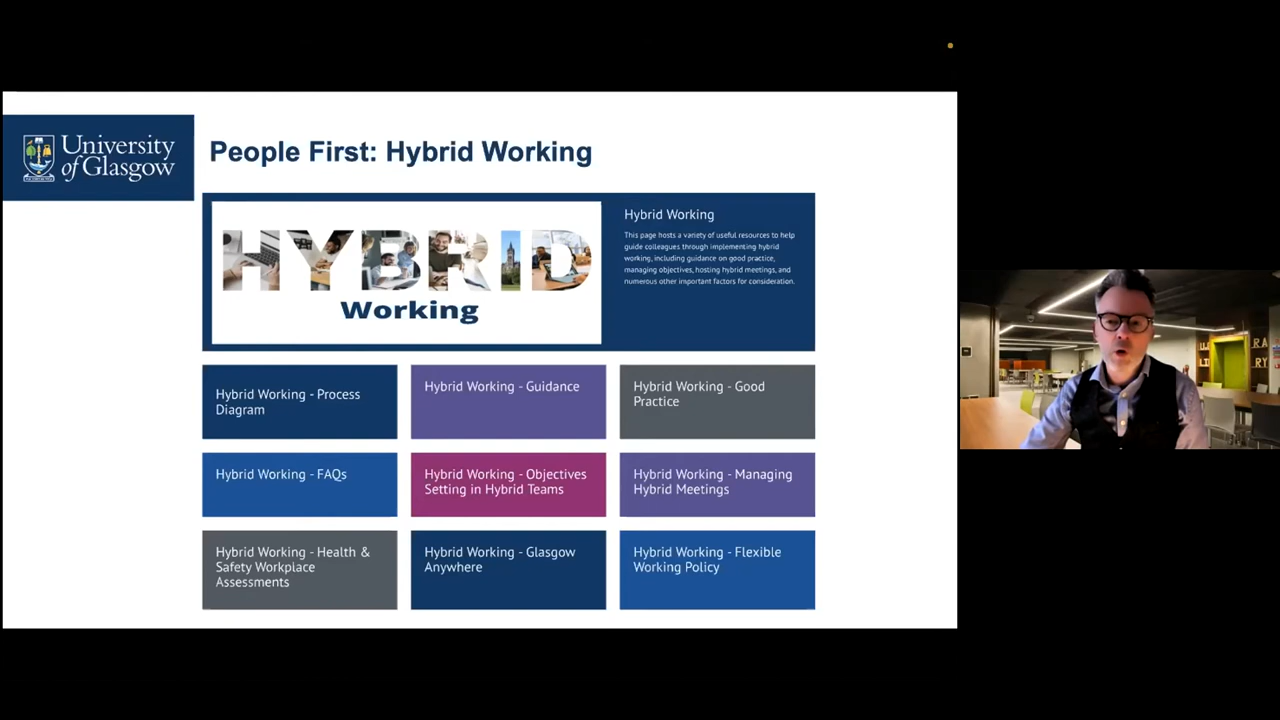 University
of Glasgow
People First: Hybrid Working
HYBRID
Working
Hybrid Working
This page hosts a variety of useful resources to help
guide colleagues through implementing hybrid
working, including guidance on good practice,
managing objectives, hosting hybrid meetings, and
numerous other important factors for consideration.
Hybrid Working - Process
Diagram
Hybrid Working - Guidance
Hybrid Working - Good
Practice
Hybrid Working - FAQs
Hybrid Working - Objectives
Setting in Hybrid Teams
Hybrid Working - Managing
Hybrid Meetings
Hybrid Working - Health &
Safety Workplace
Assessments
Hybrid Working - Glasgow
Anywhere
Hybrid Working - Flexible
Working Policy